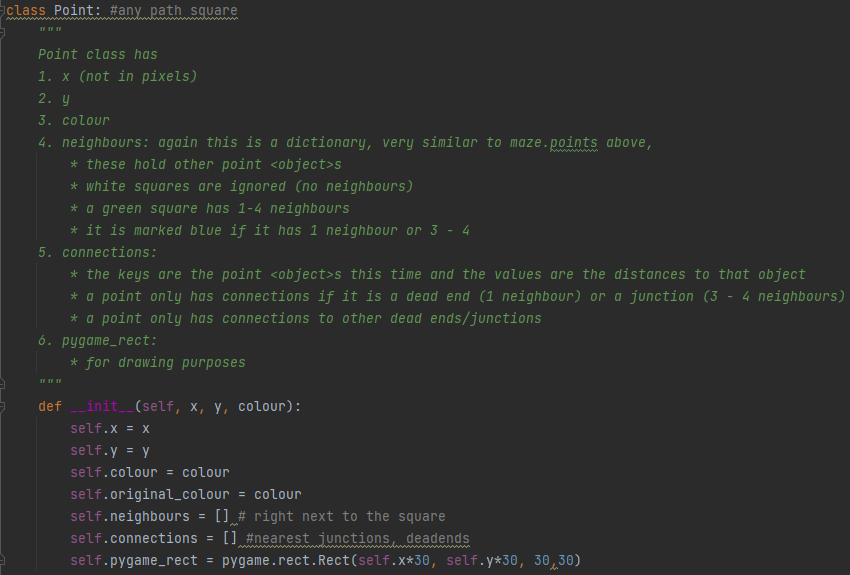 class Point: #any path square
"""
Point class has
1. x (not in pixels)
2. y
3. colour
4. neighbours: again this is a dictionary, very similar to maze.points above,
* these hold other point <object>s
* white squares are ignored (no neighbours)
* a green square has 1-4 neighbours
* it is marked blue if it has 1 neighbour or 3 - 4
5. connections:
* the keys are the point <object>s this time and the values are the distances to that object
* a point only has connections if it is a dead end (1 neighbour) or a junction (3 - 4 neighbours)
* a point only has connections to other dead ends/junctions
6. pygame_rect:
* for drawing purposes
"""
def __init__(self, x, y, colour):
self.x = x
self.y = y
self.colour = colour
self.original_colour = colour
self.neighbours = [] # right next to the square
self.connections = [] #nearest junctions, deadends
self.pygame_rect = pygame.rect.Rect(self.x*30, self.y*30, 30,30)